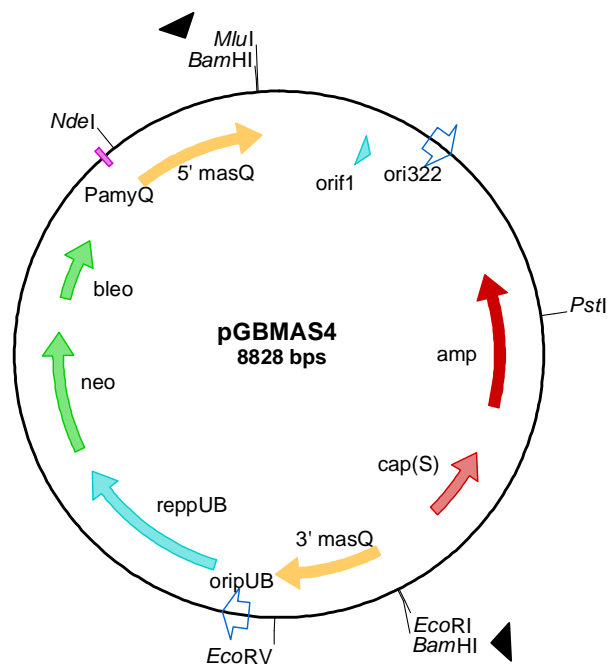 MluI
BamHI
NdeI
5' masQ
orif1
ori322
PamyQ
bleo
PstI
pGBMAS4
8828 bps
amp
neo
cap(S)
reppUB
3' masQ
oripUB
EcoRI
BamHI
EcoRV